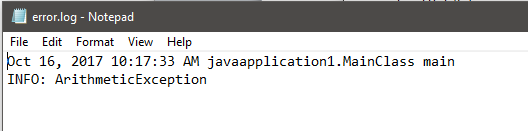 error.log - Notepad
File Edit Format View Help
Oct 16, 2017 10:17:33 AM javaapplication1.MainClass main
INFO: ArithmeticException